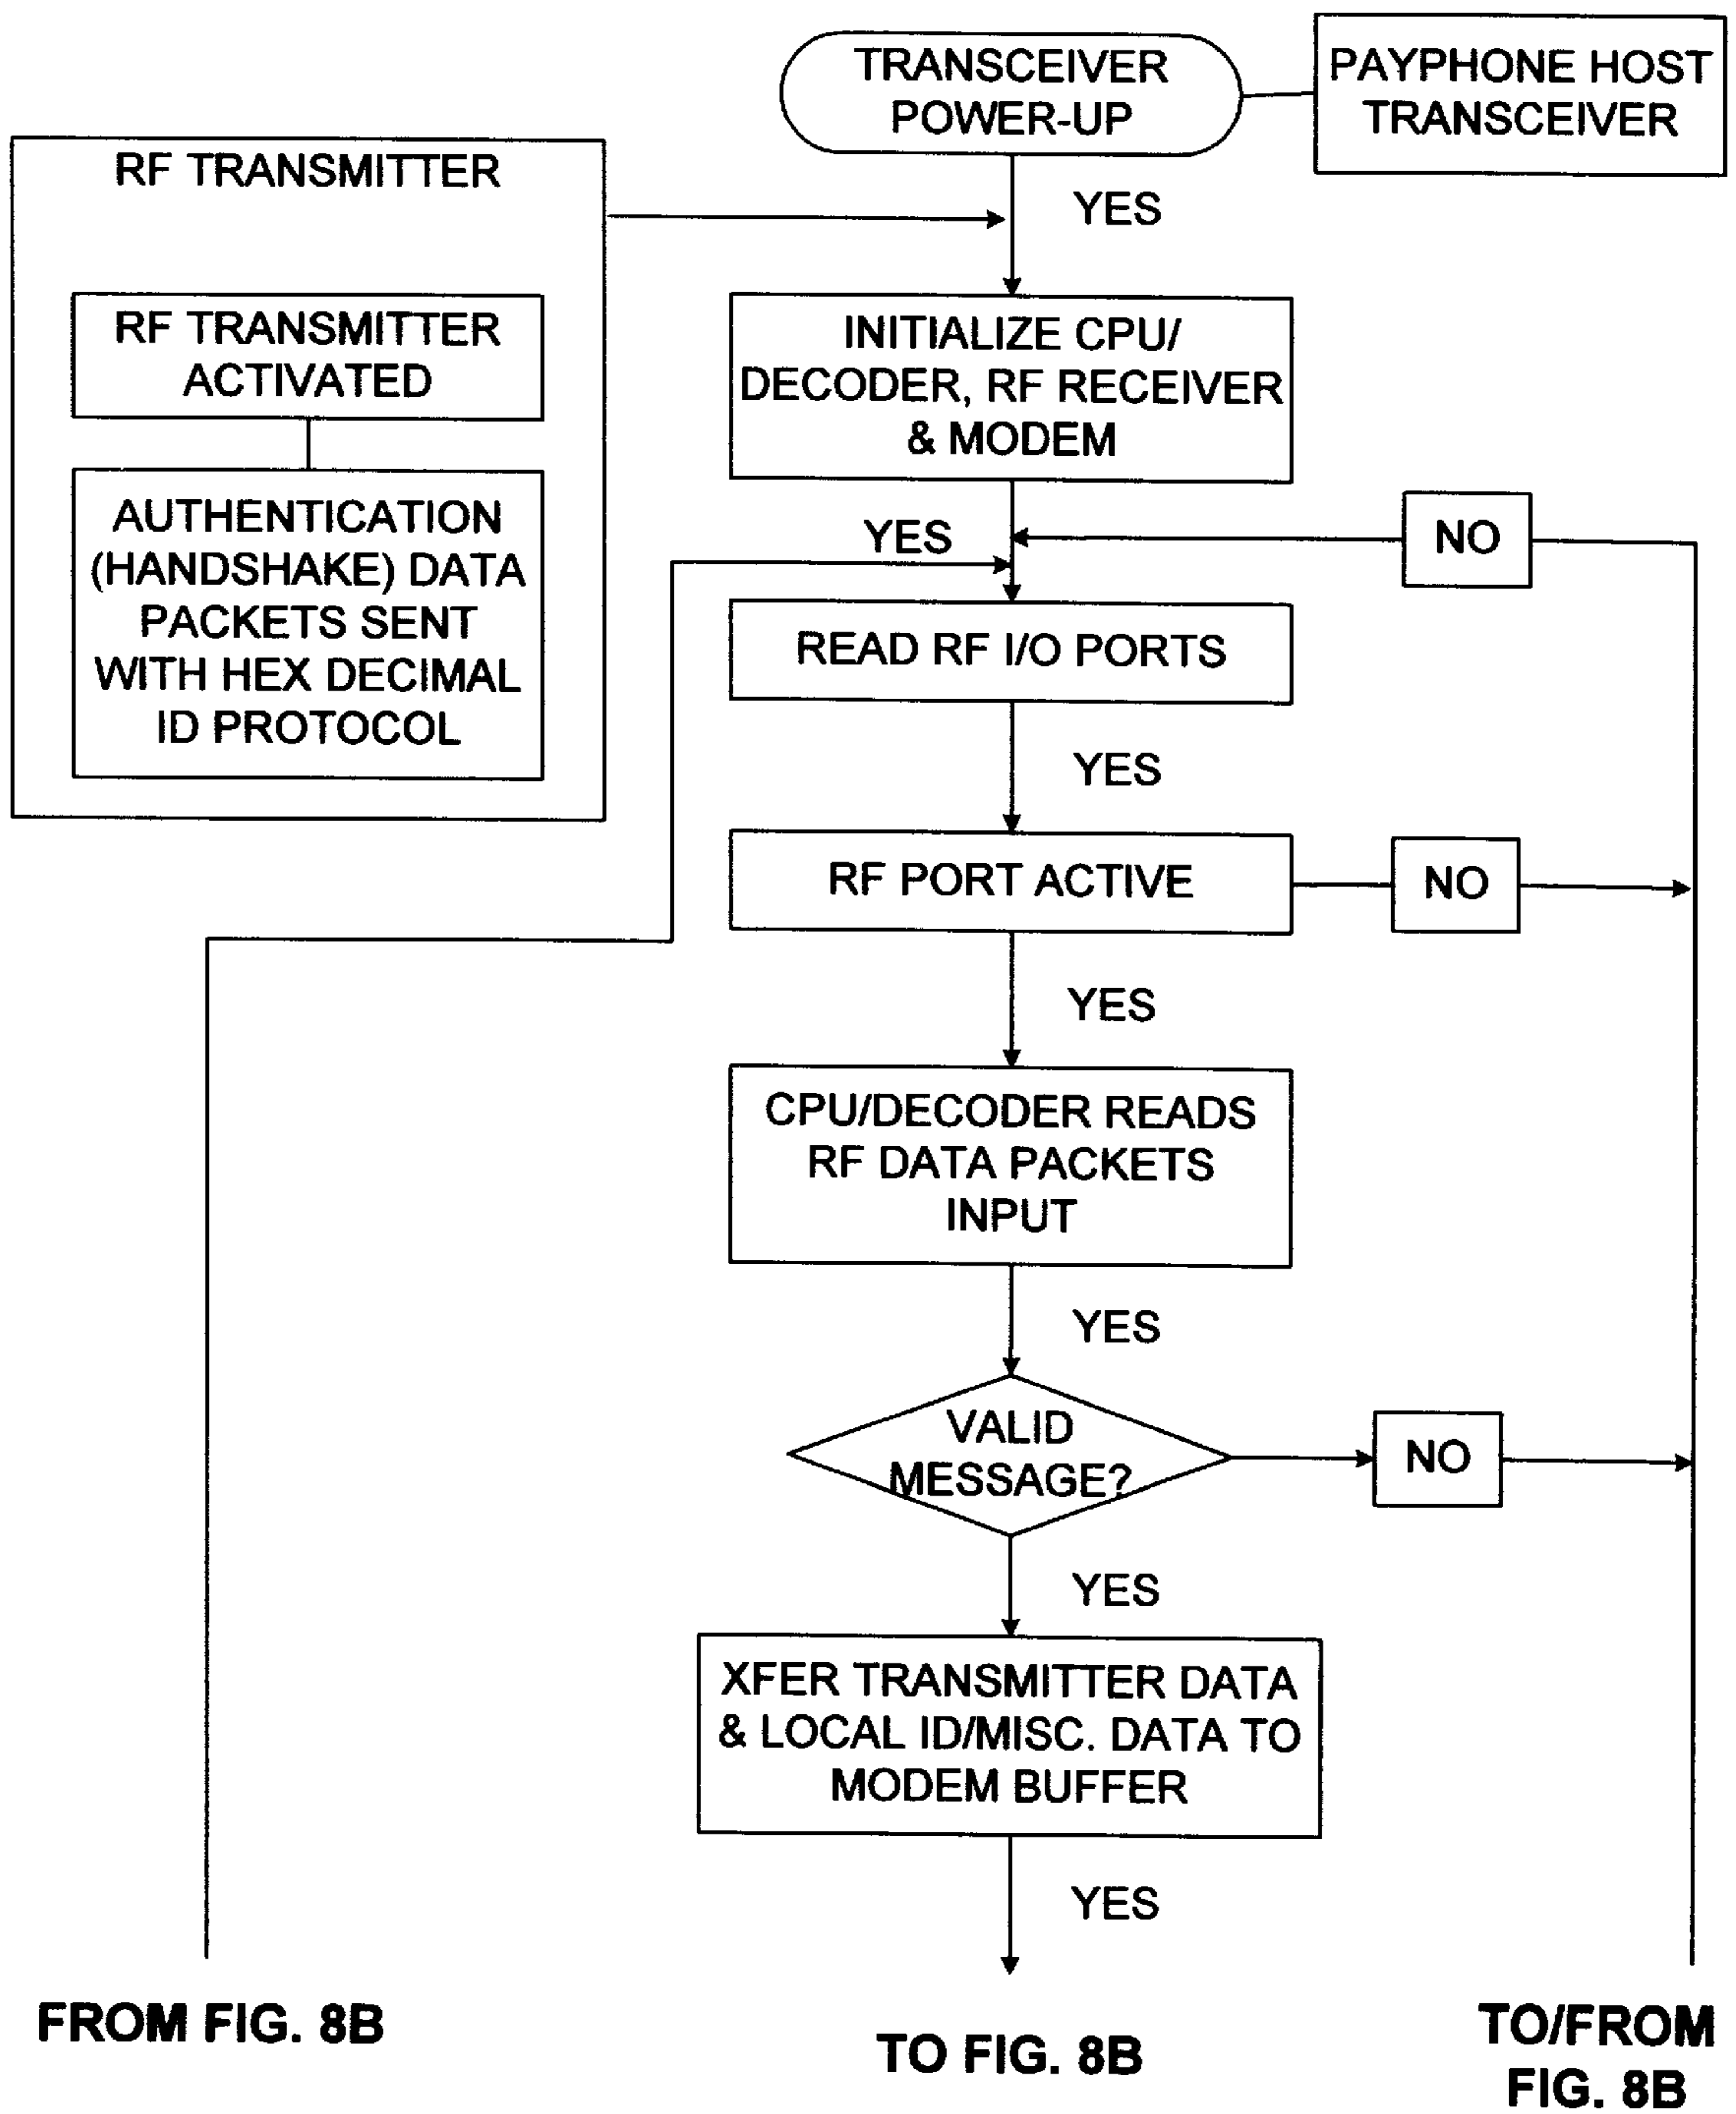 TRANSCEIVER
POWER-UP
PAYPHONE HOST
TRANSCEIVER
RF TRANSMITTER
YES
RF TRANSMITTER
ACTIVATED
INITIALIZE CPU/
DECODER, RF RECEIVER
& MODEM
AUTHENTICATION
(HANDSHAKE) DATA
PACKETS SENT
WITH HEX DECIMAL
ID PROTOCOL
YES
NO
READ RF I/O PORTS
YES
RF PORT ACTIVE
NO
YES
CPU/DECODER READS
RF DATA PACKETS
INPUT
YES
VALID
MESSAGE?
NO
YES
XFER TRANSMITTER DATA
& LOCAL ID/MISC. DATA TO
MODEM BUFFER
YES
FROM FIG. 8B
TO FIG. 8B
TO/FROM
FIG. 8B